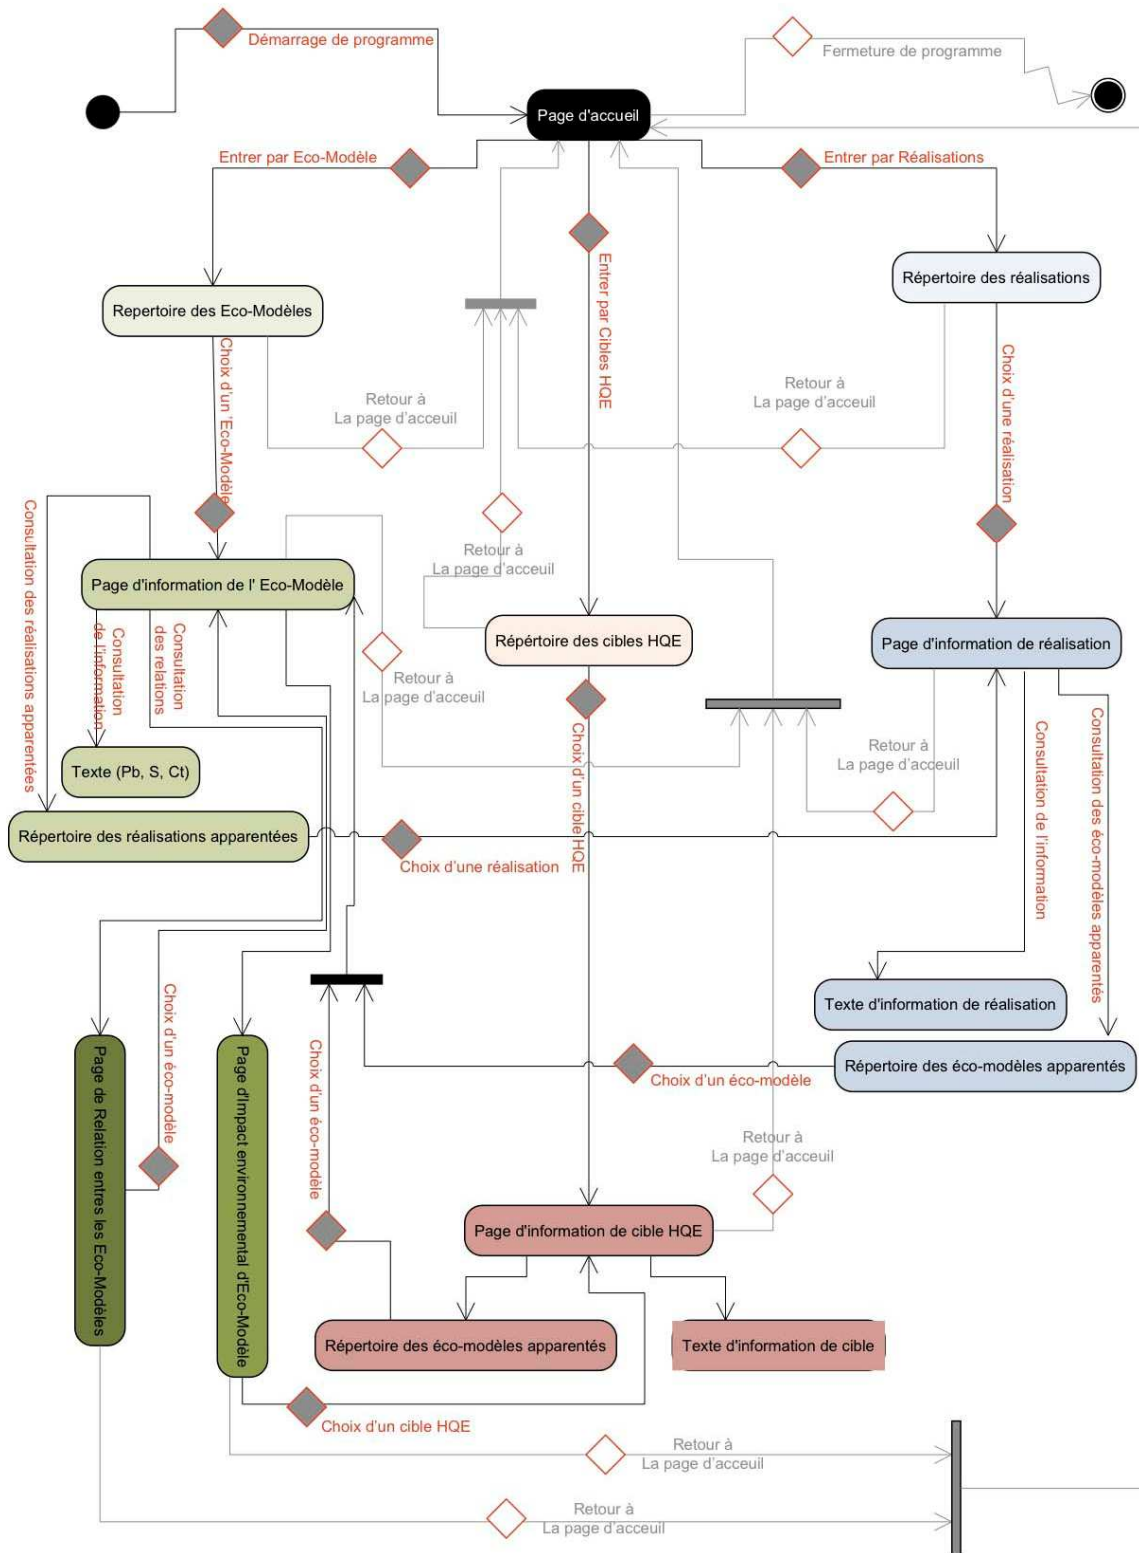 Démarrage de programme
Fermeture de programme
Page d'accueil
Entrer par Eco-Modèle
Entrer par Réalisations
Entrer par Cibles HQE
Répertoire des réalisations
Repertoire des Eco-Modèles
Choix d'un 'Eco-Modèle
Retour à
La page d'acceuil
Retour à
La page d'acceuil
Choix d'une réalisation
Consultation des réalisations apparentées
Retour à
La page d'acceuil
Page d'information de l' Eco-Modèle
Répértoire des cibles HQE
Page d'information de réalisation
Consultation
de l'information
Consultation
des relations
Retour à
La page d'acceuil
Choix d'un cible HQE
Retour à
La page d'acceuil
Consultation de l'information
Consultation des éco-modèles apparentés
Texte (Pb, S, Ct)
Répertoire des réalisations apparentées
Choix d'une réalisation
Texte d'information de réalisation
Choix d'un éco-modèle
Choix d'un éco-modèle
Répértoire des éco-modèles apparentés
Choix d'un éco-modèle
Page de Relation entres les Eco-Modèles
Page d'Impact environnemental d'Eco-Modèle
Retour à
La page d'acceuil
Page d'information de cible HQE
Répértoire des éco-modèles apparentés
Texte d'information de cible
Choix d'un cible HQE
Retour à
La page d'acceuil
Retour à
La page d'acceuil